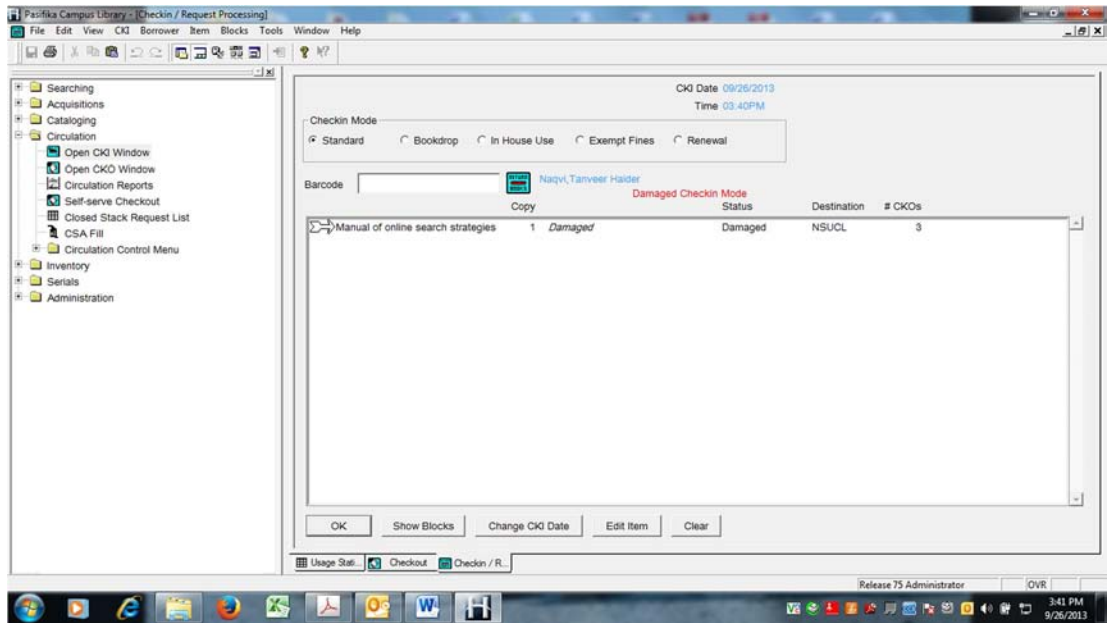 Pasifika Campus Library - [Checkin / Request Processing]
File Edit View CKI Borrower Item Blocks Tools Window Help
Searching
Acquisitions
Cataloging
Circulation
Open CKI Window
Open CKO Window
Circulation Reports
Self-serve Checkout
Closed Stack Request List
CSA Fill
Circulation Control Menu
Inventory
Serials
Administration
CKI Date 09/26/2013
Time 03:40PM
Checkin Mode
Standard Bookdrop In House Use Exempt Fines Renewal
Barcode
Naqvi,Tanveer Haider
Damaged Checkin Mode
Copy Status Destination # CKOs
Manual of online search strategies 1 Damaged Damaged NSUCL 3
OK Show Blocks Change CKI Date Edit Item Clear
Usage Stati... Checkout Checkin / R...
Release 75 Administrator OVR
3:41 PM
9/26/2013